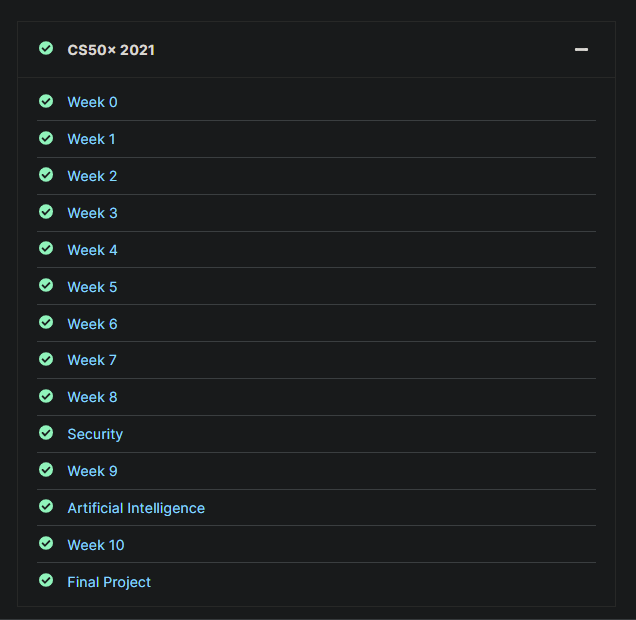 CS50× 2021
Week 0
Week 1
Week 2
Week 3
Week 4
Week 5
Week 6
Week 7
Week 8
Security
Week 9
Artificial Intelligence
Week 10
Final Project